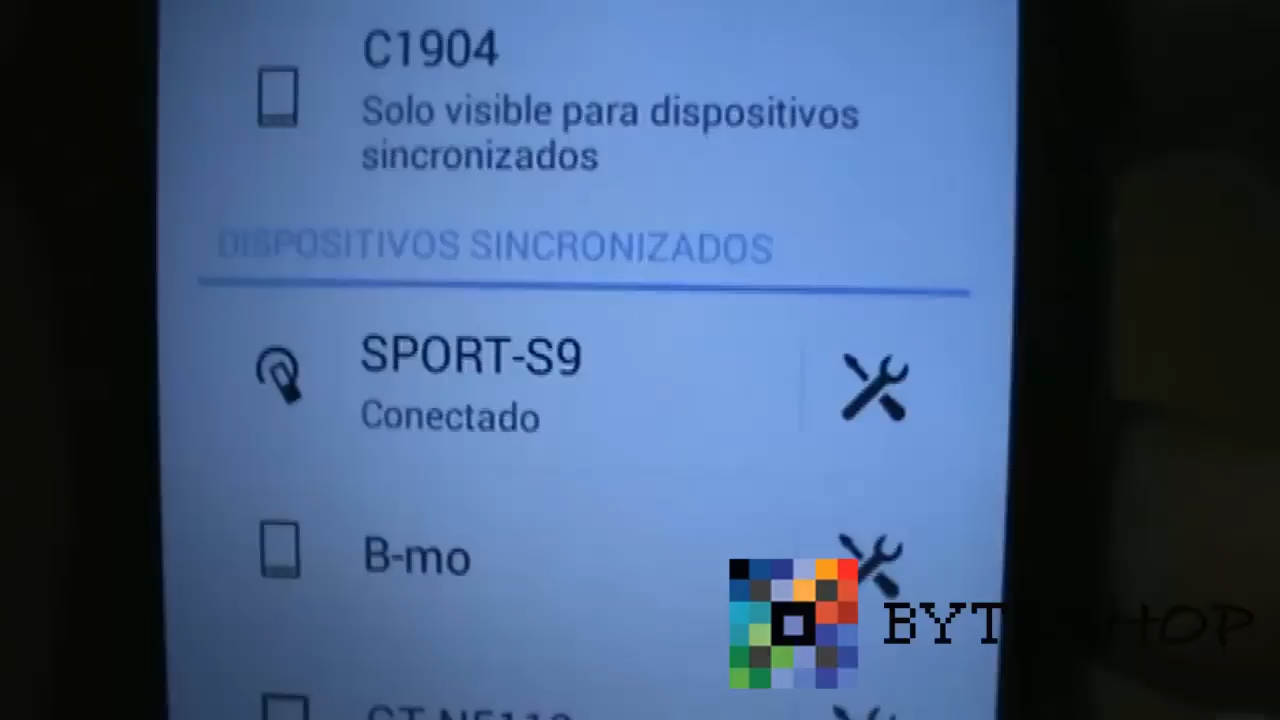 C1904
Solo visible para dispositivos
sincronizados
DISPOSITIVOS SINCRONIZADOS
SPORT-S9
Conectado
B-mo